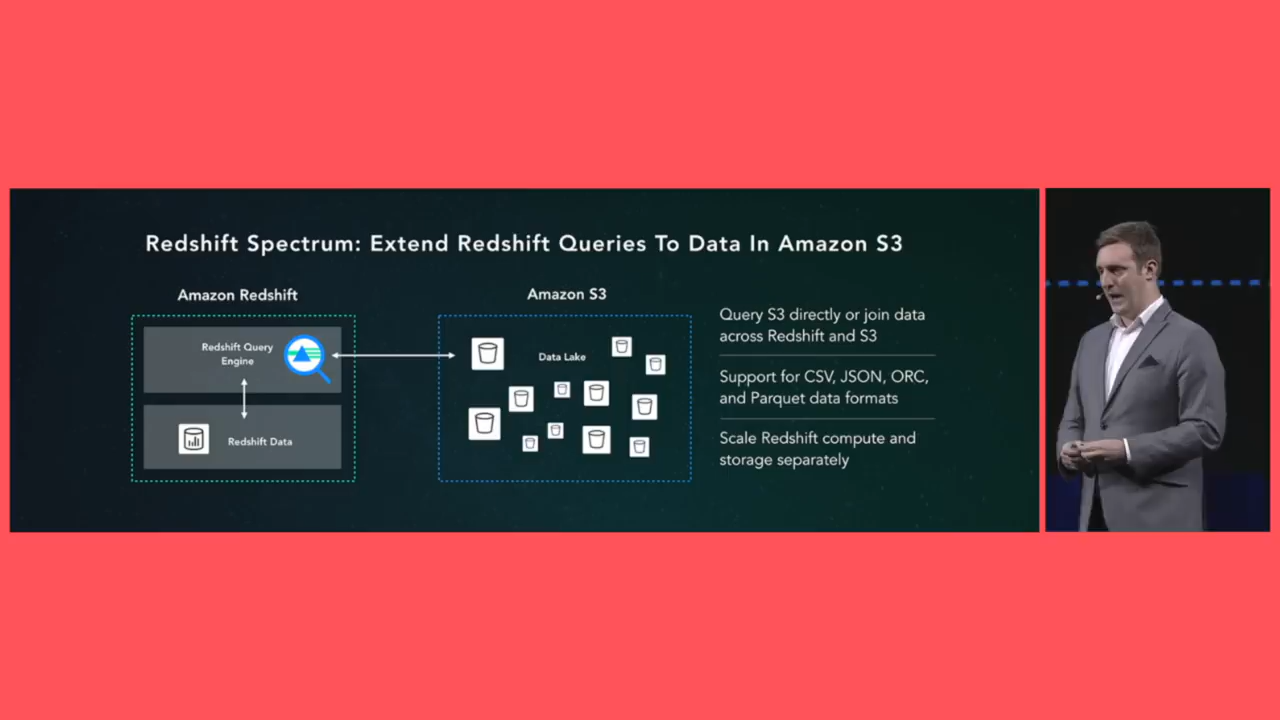 Redshift Spectrum: Extend Redshift Queries To Data In Amazon S3
Amazon Redshift
Redshift Query
Engine
Redshift Data
Amazon S3
Data Lake
Query S3 directly or join data
across Redshift and S3
Support for CSV, JSON, ORC,
and Parquet data formats
Scale Redshift compute and
storage separately